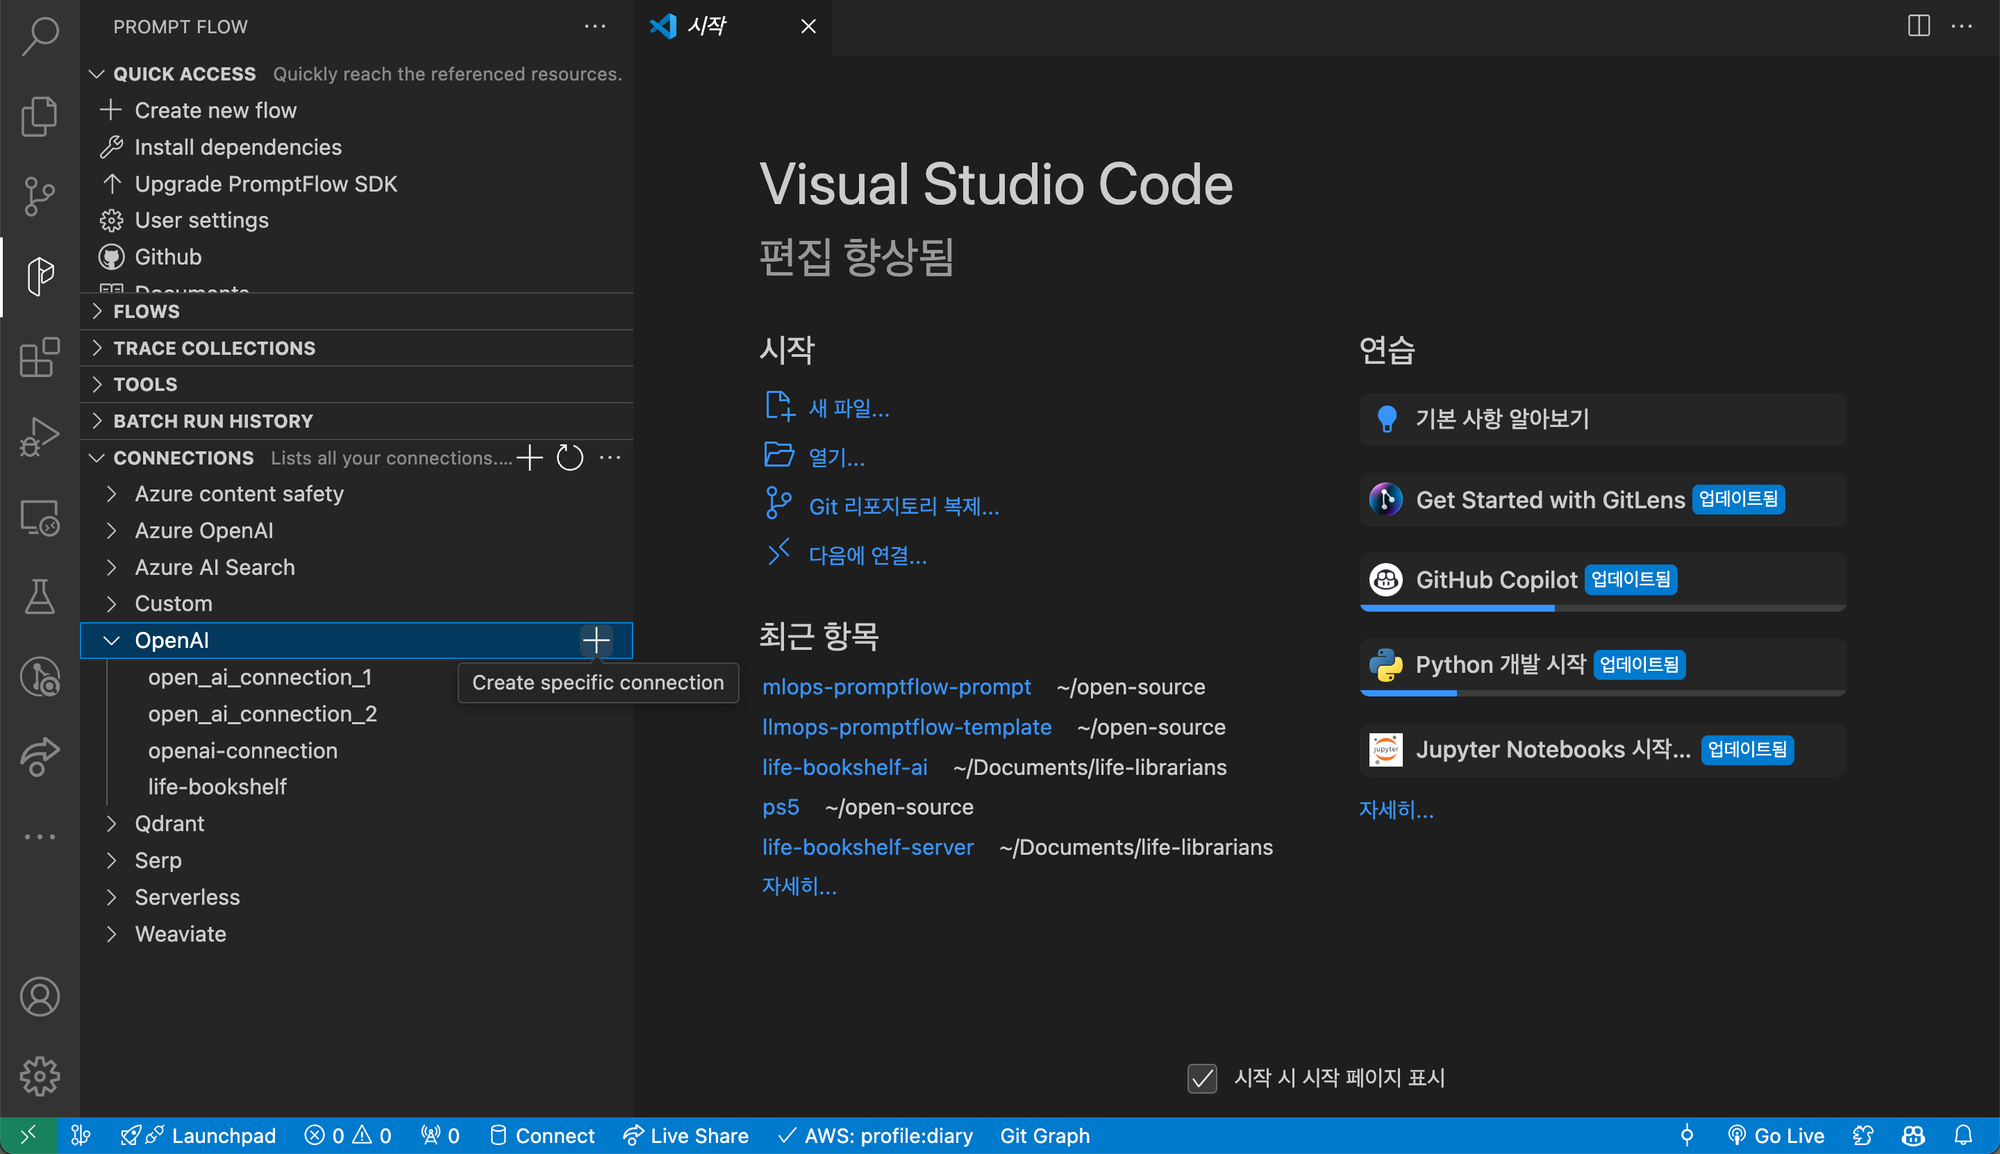 PROMPT FLOW
QUICK ACCESS Quickly reach the referenced resources.
Create new flow
Install dependencies
Upgrade PromptFlow SDK
User settings
Github
Documents
FLOWS
TRACE COLLECTIONS
TOOLS
BATCH RUN HISTORY
CONNECTIONS Lists all your connections....
Azure content safety
Azure OpenAI
Azure AI Search
Custom
OpenAI
Create specific connection
open_ai_connection_1
open_ai_connection_2
openai-connection
life-bookshelf
Qdrant
Serp
Serverless
Weaviate
시작
Visual Studio Code
편집 향상됨
시작
새 파일...
열기...
Git 리포지토리 복제...
다음에 연결...
최근 항목
mlops-promptflow-prompt ~/open-source
llmops-promptflow-template ~/open-source
life-bookshelf-ai ~/Documents/life-librarians
ps5 ~/open-source
life-bookshelf-server ~/Documents/life-librarians
자세히...
연습
기본 사항 알아보기
Get Started with GitLens 업데이트됨
GitHub Copilot 업데이트됨
Python 개발 시작 업데이트됨
jupyter
Jupyter Notebooks 시작... 업데이트됨
자세히...
시작 시 시작 페이지 표시
Launchpad 0 0 0 Connect Live Share AWS: profile:diary Git Graph Go Live